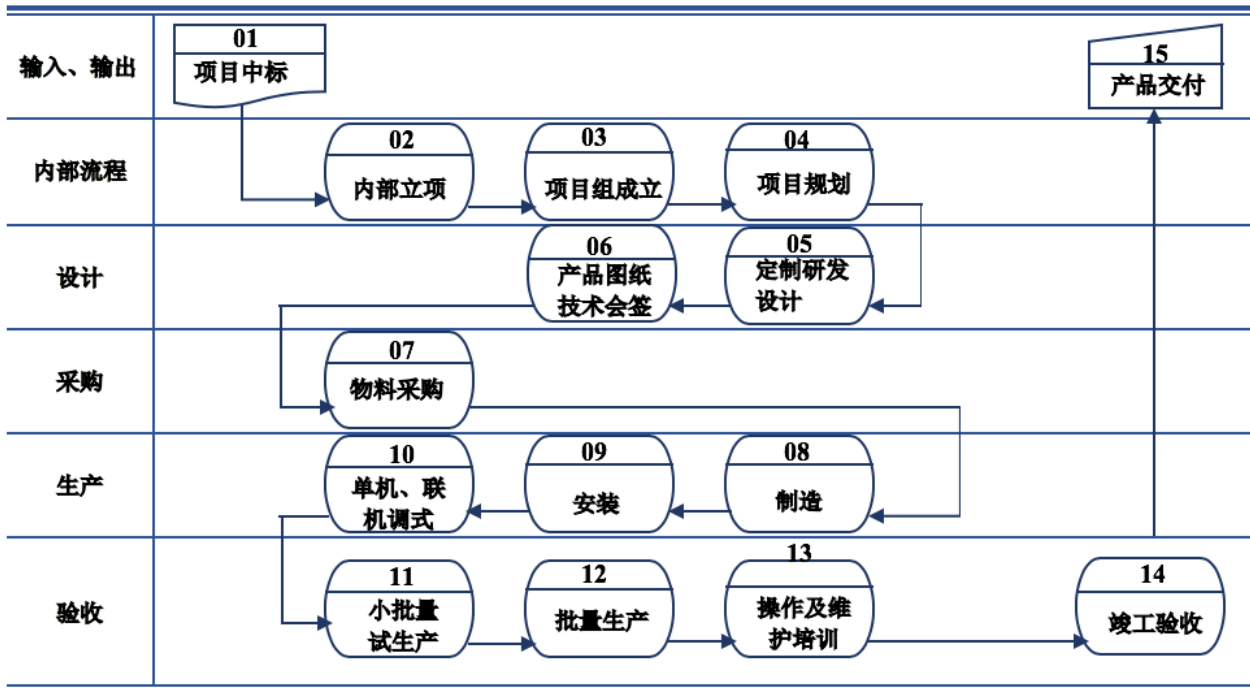 输入、输出
01
项目中标
15
产品交付
内部流程
02
内部立项
03
项目组成立
04
项目规划
设计
06
产品图纸
技术会签
05
定制研发
设计
采购
07
物料采购
生产
10
单机、联
机调式
09
安装
08
制造
验收
11
小批量
试生产
12
批量生产
13
操作及维
护培训
14
竣工验收